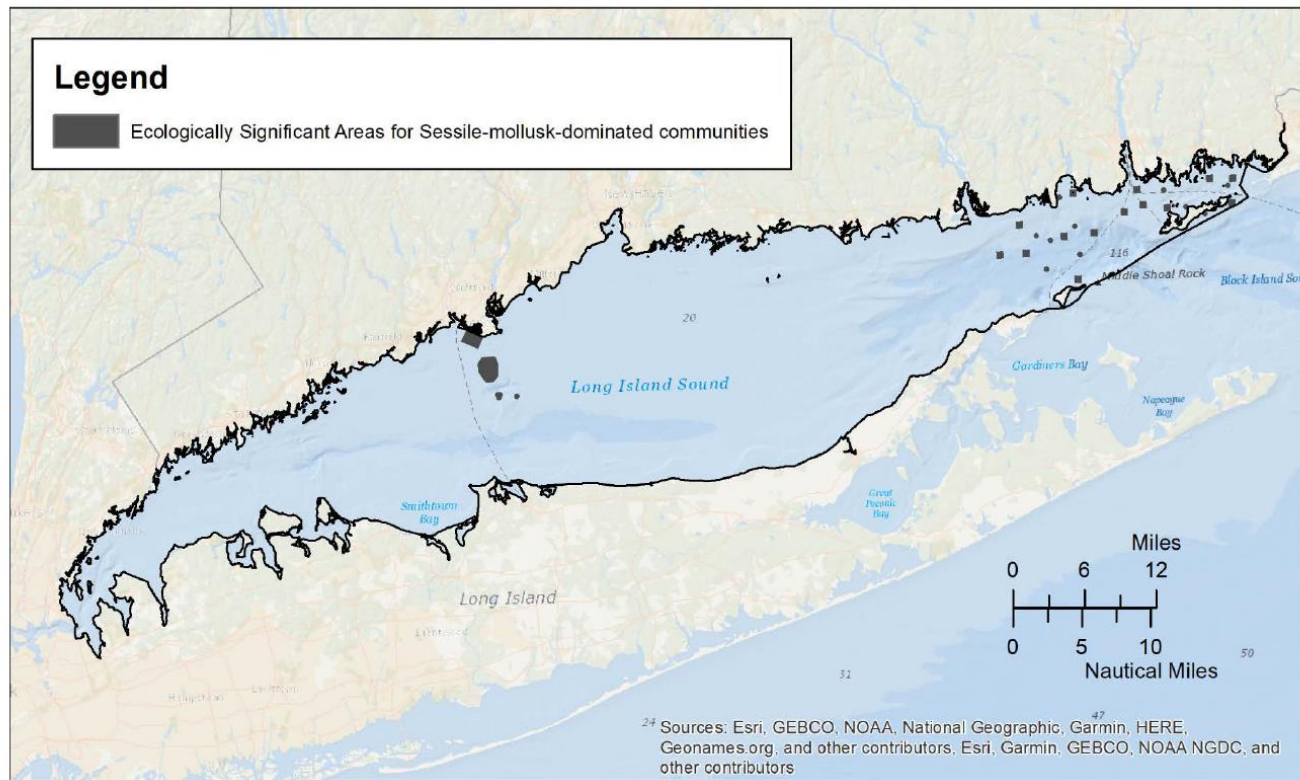 Legend
Ecologically Significant Areas for Sessile-mollusk-dominated communities
116
Middle Shoal Rock
Block Island Sou
20
Long Island Sound
Gardiners Bay
Napeague
Bay
Smithtown
Bay
Great
Peconic
Bay
Long Island
Miles
0 6 12
0 5 10
Nautical Miles
50
31
47
24
Sources: Esri, GEBCO, NOAA, National Geographic, Garmin, HERE,
Geonames.org, and other contributors, Esri, Garmin, GEBCO, NOAA NGDC, and
other contributors